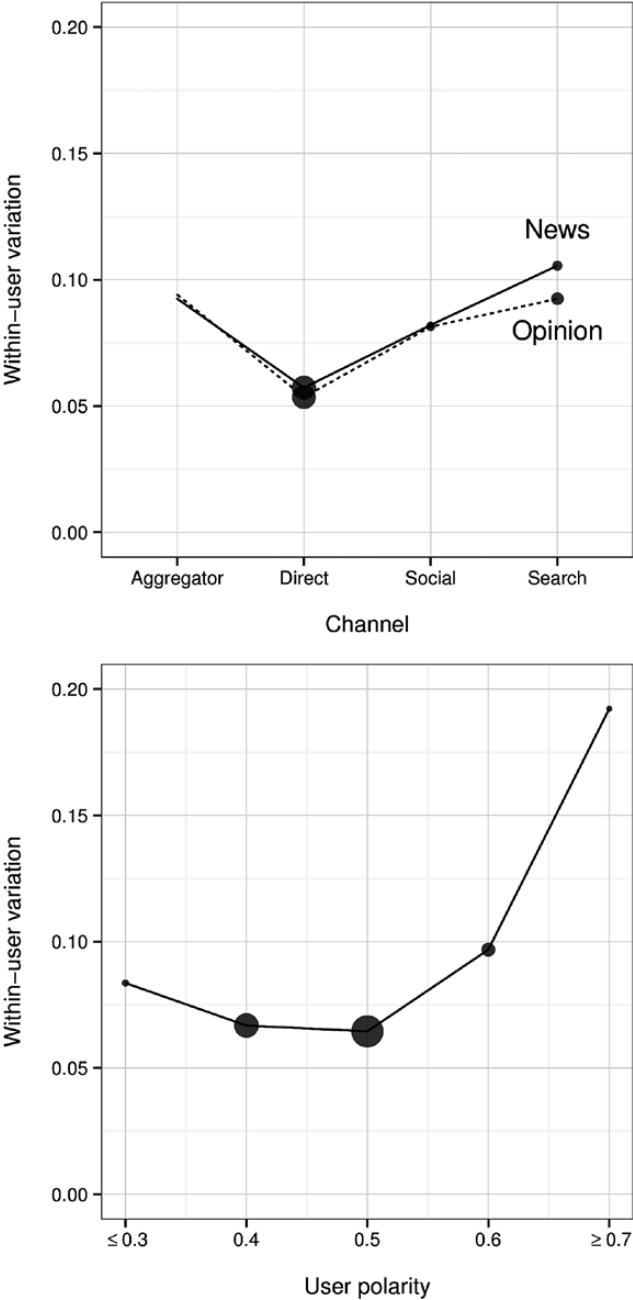 0.20
0.15
0.10
0.05
0.00
Within−user variation
News
Opinion
Aggregator Direct Social Search
Channel
0.20
0.15
0.10
0.05
0.00
Within−user variation
≤ 0.3 0.4 0.5 0.6 ≥ 0.7
User polarity